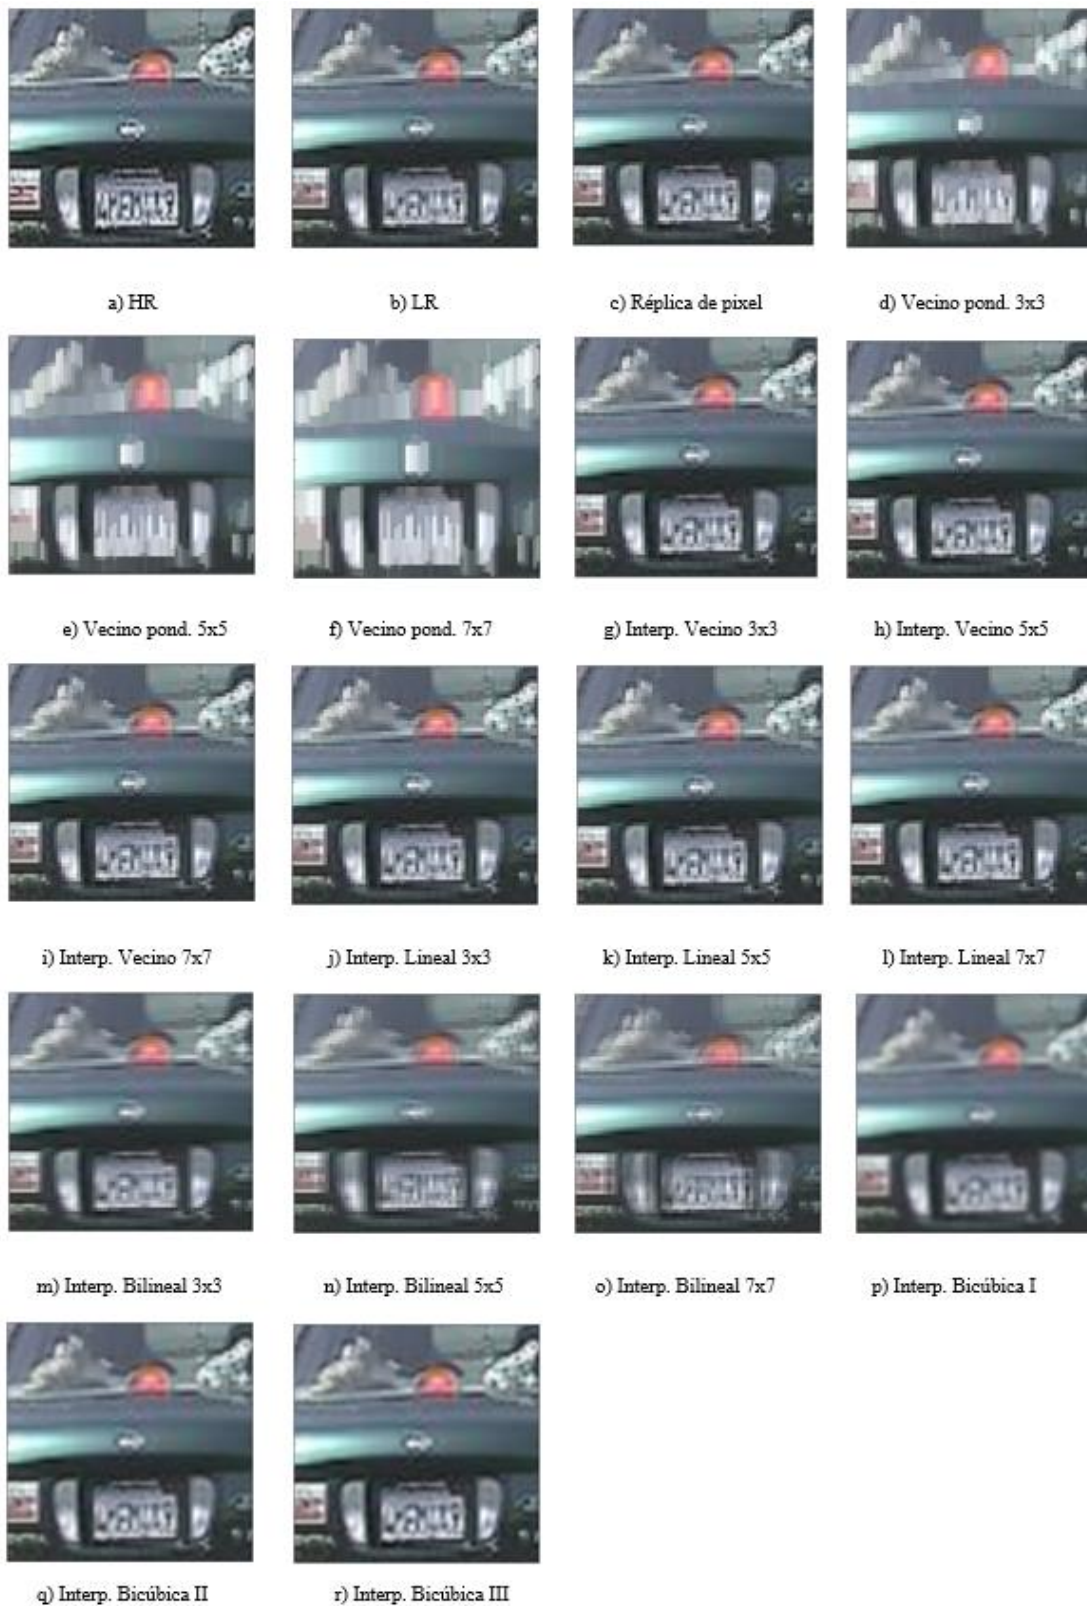 a) HR
b) LR
c) Réplica de pixel
d) Vecino pond. 3x3
e) Vecino pond. 5x5
f) Vecino pond. 7x7
g) Interp. Vecino 3x3
h) Interp. Vecino 5x5
i) Interp. Vecino 7x7
j) Interp. Lineal 3x3
k) Interp. Lineal 5x5
l) Interp. Lineal 7x7
m) Interp. Bilineal 3x3
n) Interp. Bilineal 5x5
o) Interp. Bilineal 7x7
p) Interp. Bicúbica I
q) Interp. Bicúbica II
r) Interp. Bicúbica III